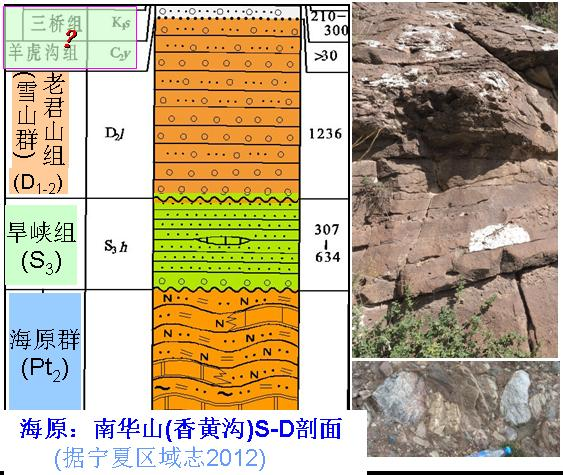 三桥组 K₁s 210-300
?
羊虎沟组 C₂y >30
老君山组
(雪山群)
(D₁₋₂)
D₂l 1236
旱峡组
(S₃)
S₃h 307-634
海原群
(Pt₂)
N
N
N
N
N
N
N
海原：南华山(香黄沟)S-D剖面
(据宁夏区域志2012)